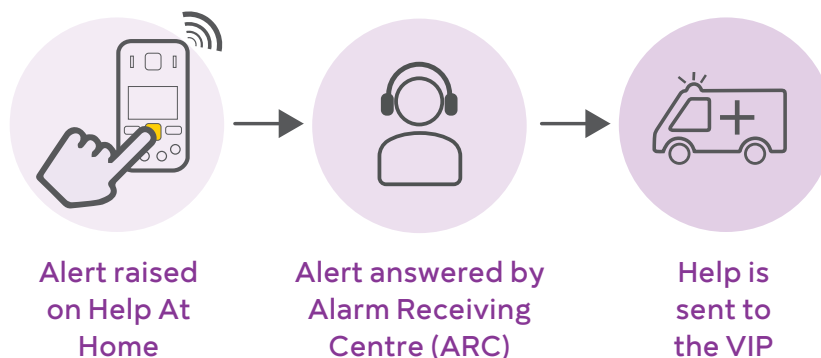 Alert raised
on Help At
Home
Alert answered by
Alarm Receiving
Centre (ARC)
Help is
sent to
the VIP